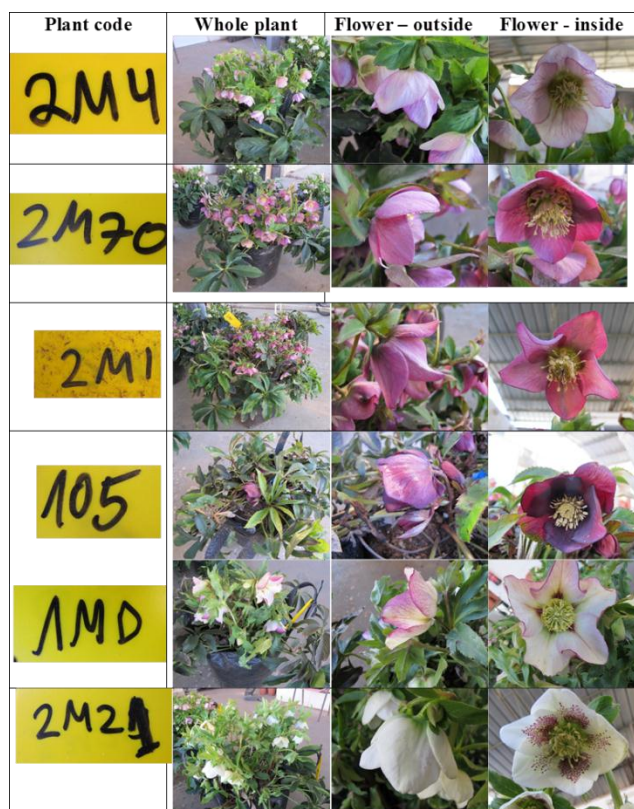 Plant code Whole plant Flower – outside Flower - inside
2M4
2M70
2M1
105
1MD
2M21